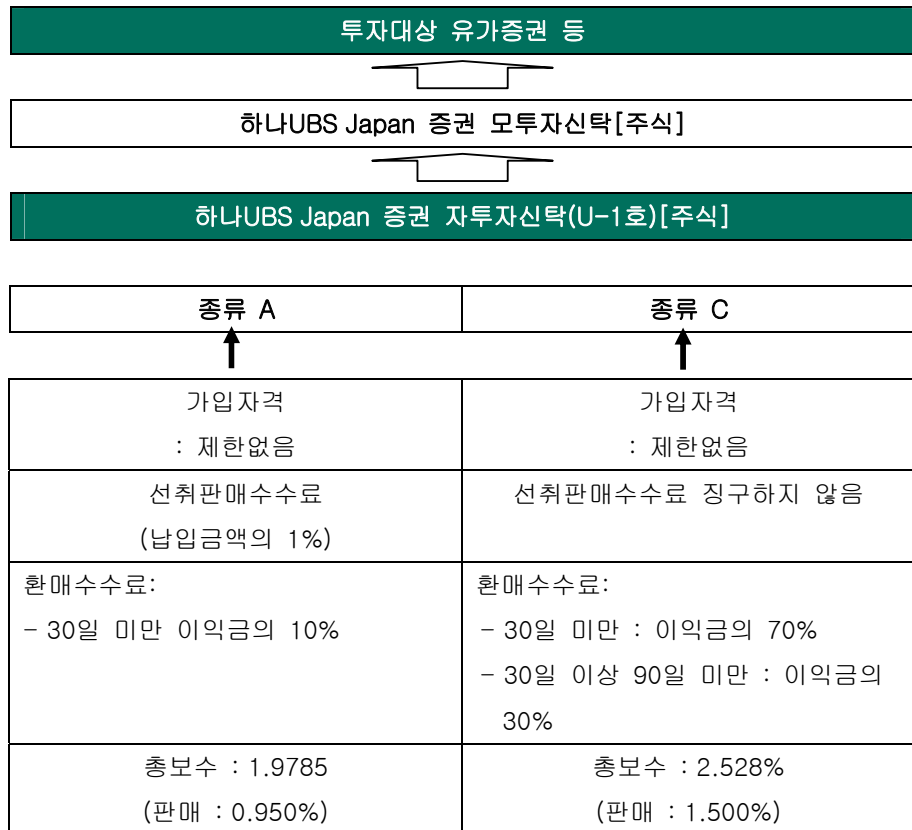 투자대상 유가증권 등
하나UBS Japan 증권 모투자신탁[주식]
하나UBS Japan 증권 자투자신탁(U-1호)[주식]
종류 A
종류 C
가입자격
: 제한없음
가입자격
: 제한없음
선취판매수수료
(납입금액의 1%)
선취판매수수료 징구하지 않음
환매수수료:
- 30일 미만 이익금의 10%
환매수수료:
- 30일 미만 : 이익금의 70%
- 30일 이상 90일 미만 : 이익금의
30%
총보수 : 1.9785
(판매 : 0.950%)
총보수 : 2.528%
(판매 : 1.500%)